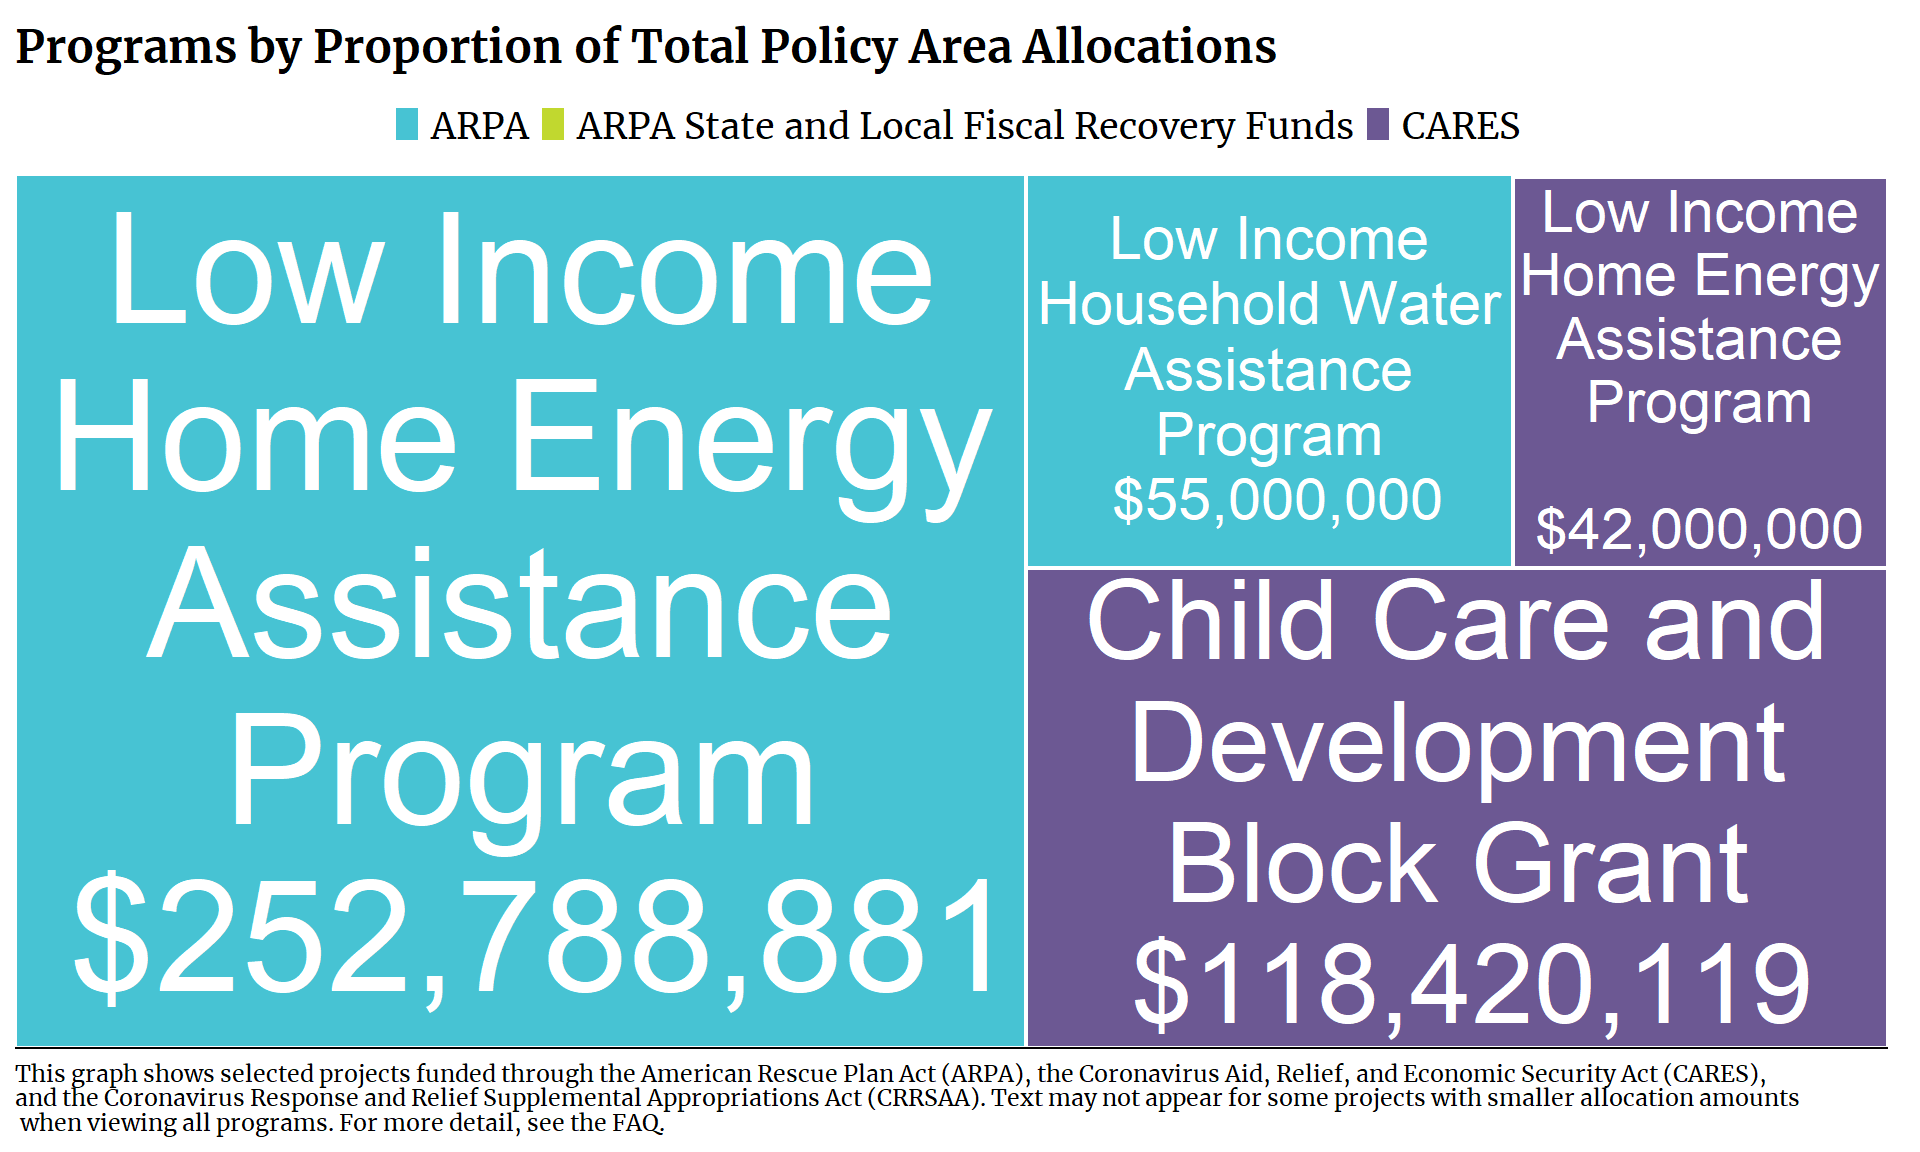 Programs by Proportion of Total Policy Area Allocations
ARPA ARPA State and Local Fiscal Recovery Funds CARES
Low Income
Home Energy
Assistance
Program
$252,788,881
Low Income
Household Water
Assistance
Program
$55,000,000
Low Income
Home Energy
Assistance
Program
$42,000,000
Child Care and
Development
Block Grant
$118,420,119
This graph shows selected projects funded through the American Rescue Plan Act (ARPA), the Coronavirus Aid, Relief, and Economic Security Act (CARES),
and the Coronavirus Response and Relief Supplemental Appropriations Act (CRRSAA). Text may not appear for some projects with smaller allocation amounts
when viewing all programs. For more detail, see the FAQ.